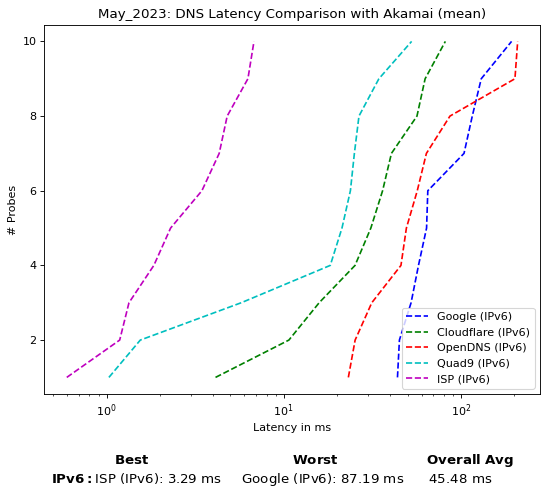 May_2023: DNS Latency Comparison with Akamai (mean)
10
8
6
4
2
# Probes
10⁰
10¹
10²
Latency in ms
Google (IPv6)
Cloudflare (IPv6)
OpenDNS (IPv6)
Quad9 (IPv6)
ISP (IPv6)
Best Worst Overall Avg
IPv6: ISP (IPv6): 3.29 ms Google (IPv6): 87.19 ms 45.48 ms